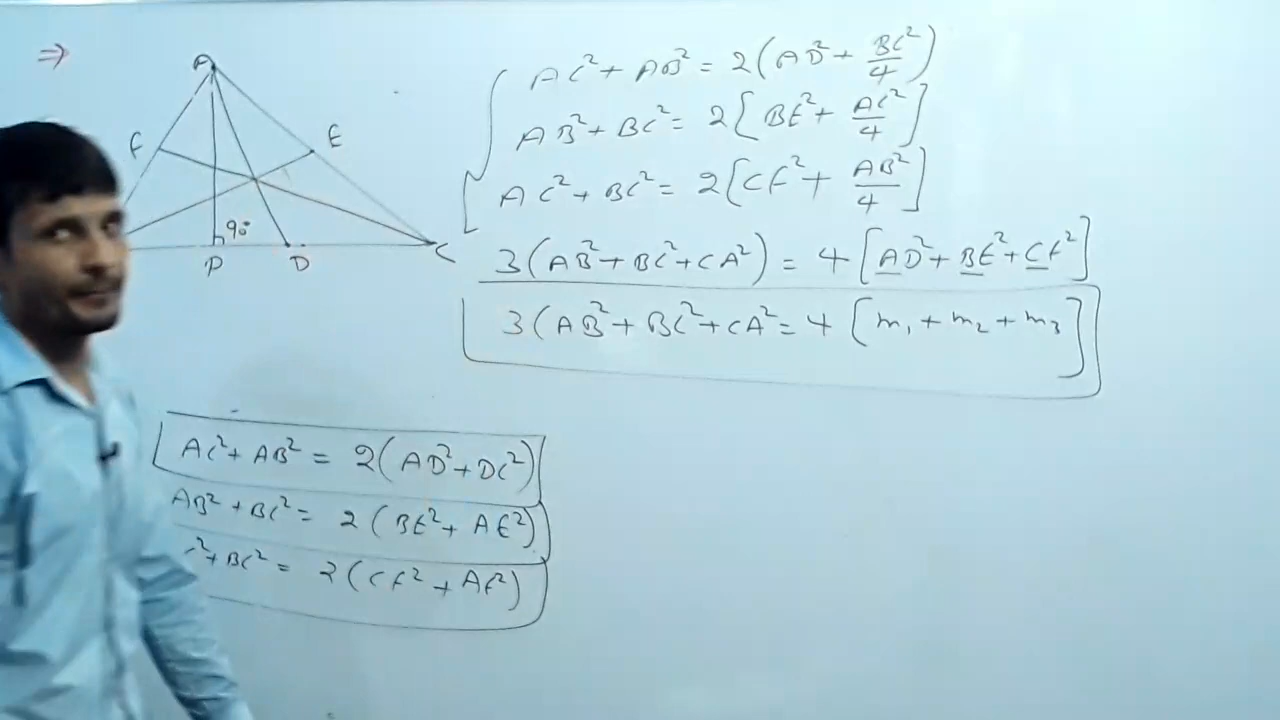 ⇒
A
F
E
90°
P D C
AC² + AB² = 2(AD² + BC²/4)
AB² + BC² = 2[BE² + AC²/4]
AC² + BC² = 2[CF² + AB²/4]
3(AB² + BC² + CA²) = 4[AD² + BE² + CF²]
3(AB² + BC² + CA² = 4[m₁ + m₂ + m₃]
AC² + AB² = 2(AD² + DC²)
AB² + BC² = 2(BE² + AE²)
² + BC² = 2(CF² + AF²)